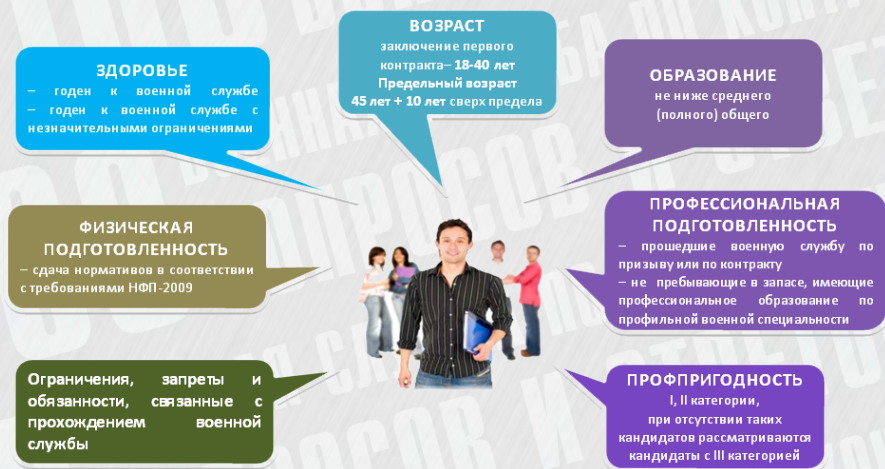 ВОЗРАСТ
заключение первого
контракта– 18-40 лет
Предельный возраст
45 лет + 10 лет сверх предела
ЗДОРОВЬЕ
– годен к военной службе
– годен к военной службе с
незначительными ограничениями
ОБРАЗОВАНИЕ
не ниже среднего
(полного) общего
ФИЗИЧЕСКАЯ
ПОДГОТОВЛЕННОСТЬ
– сдача нормативов в соответствии
с требованиями НФП-2009
ПРОФЕССИОНАЛЬНАЯ
ПОДГОТОВЛЕННОСТЬ
– прошедшие военную службу по
призыву или по контракту
– не пребывающие в запасе, имеющие
профессиональное образование по
профильной военной специальности
Ограничения, запреты и
обязанности, связанные с
прохождением военной
службы
ПРОФПРИГОДНОСТЬ
I, II категории,
при отсутствии таких
кандидатов рассматриваются
кандидаты с III категорией